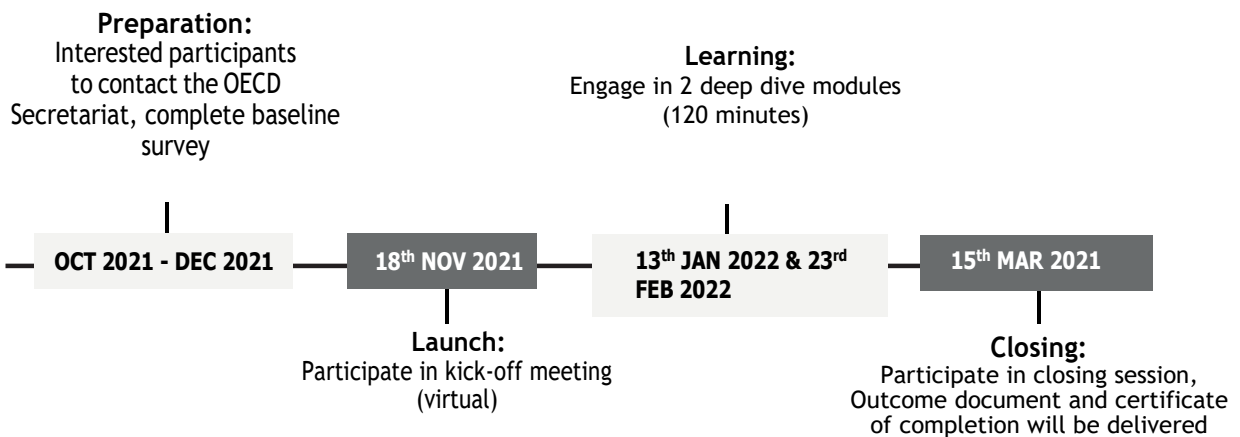 Preparation:
Interested participants
to contact the OECD
Secretariat, complete baseline
survey
Learning:
Engage in 2 deep dive modules
(120 minutes)
OCT 2021 - DEC 2021
18th NOV 2021
13th JAN 2022 & 23rd
FEB 2022
15th MAR 2021
Launch:
Participate in kick-off meeting
(virtual)
Closing:
Participate in closing session,
Outcome document and certificate
of completion will be delivered